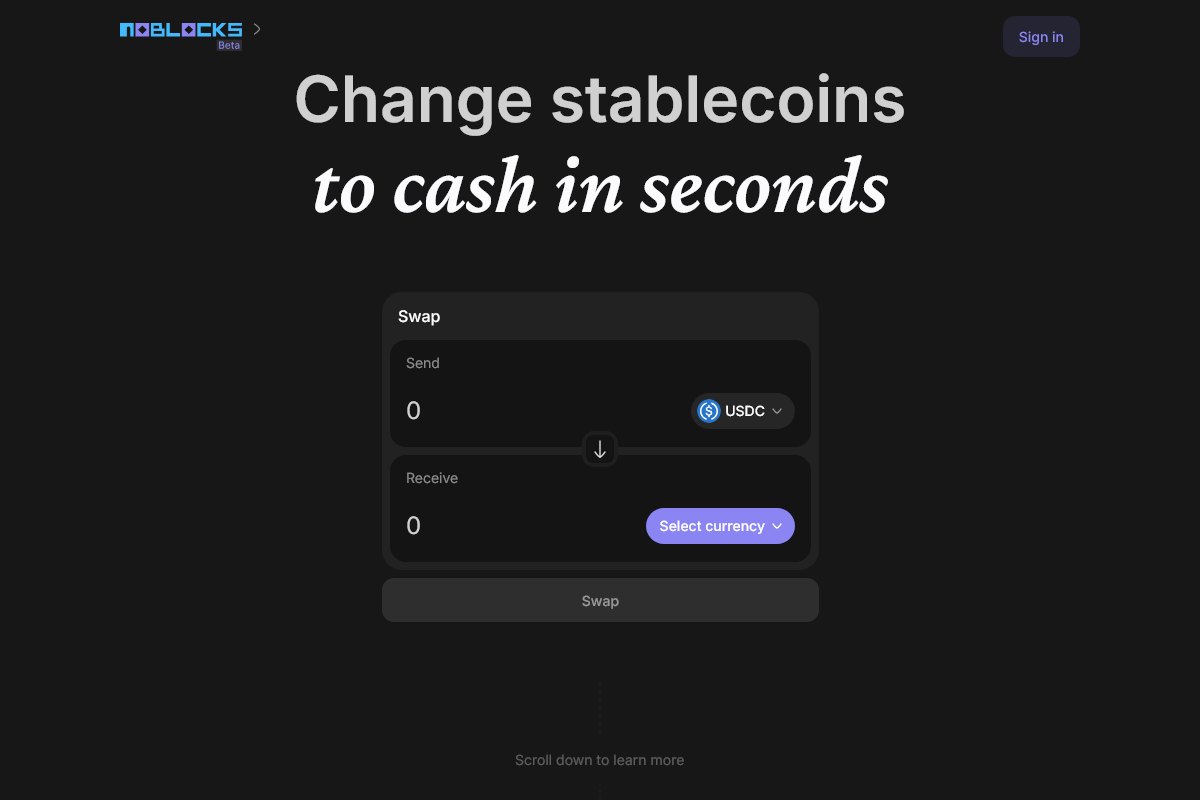 NOBLOCKS
Beta
Sign in
Change stablecoins
to cash in seconds
Swap
Send
0
USDC
Receive
0
Select currency
Swap
Scroll down to learn more